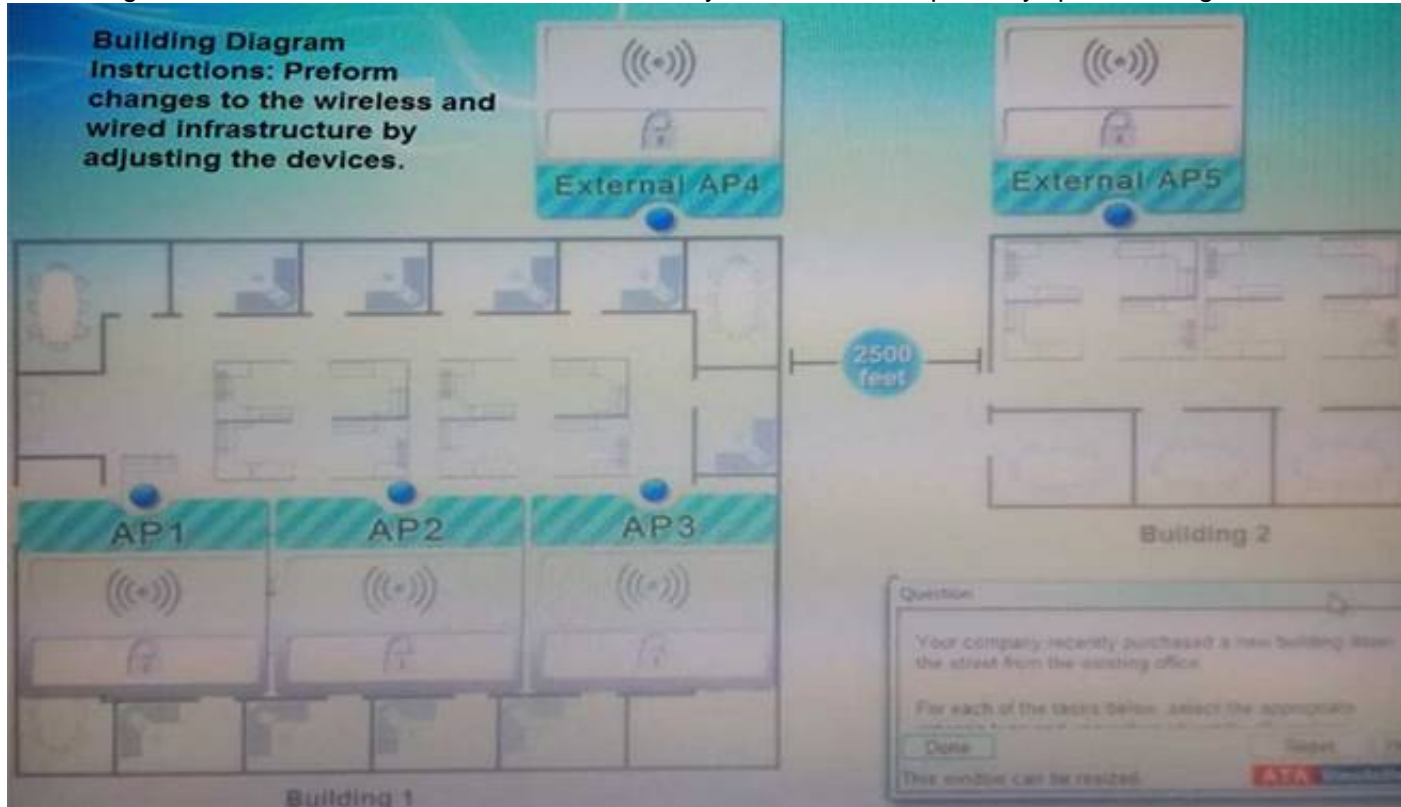 Building Diagram
Instructions: Preform
changes to the wireless and
wired infrastructure by
adjusting the devices.
External AP4
External AP5
2500
feet
AP1
AP2
AP3
Building 2
Question
Your company recently purchased a new building down
the street from the existing office
For each of the tasks below, select the appropriate
Done
Reset
This window can be resized.
ATA
Building 1